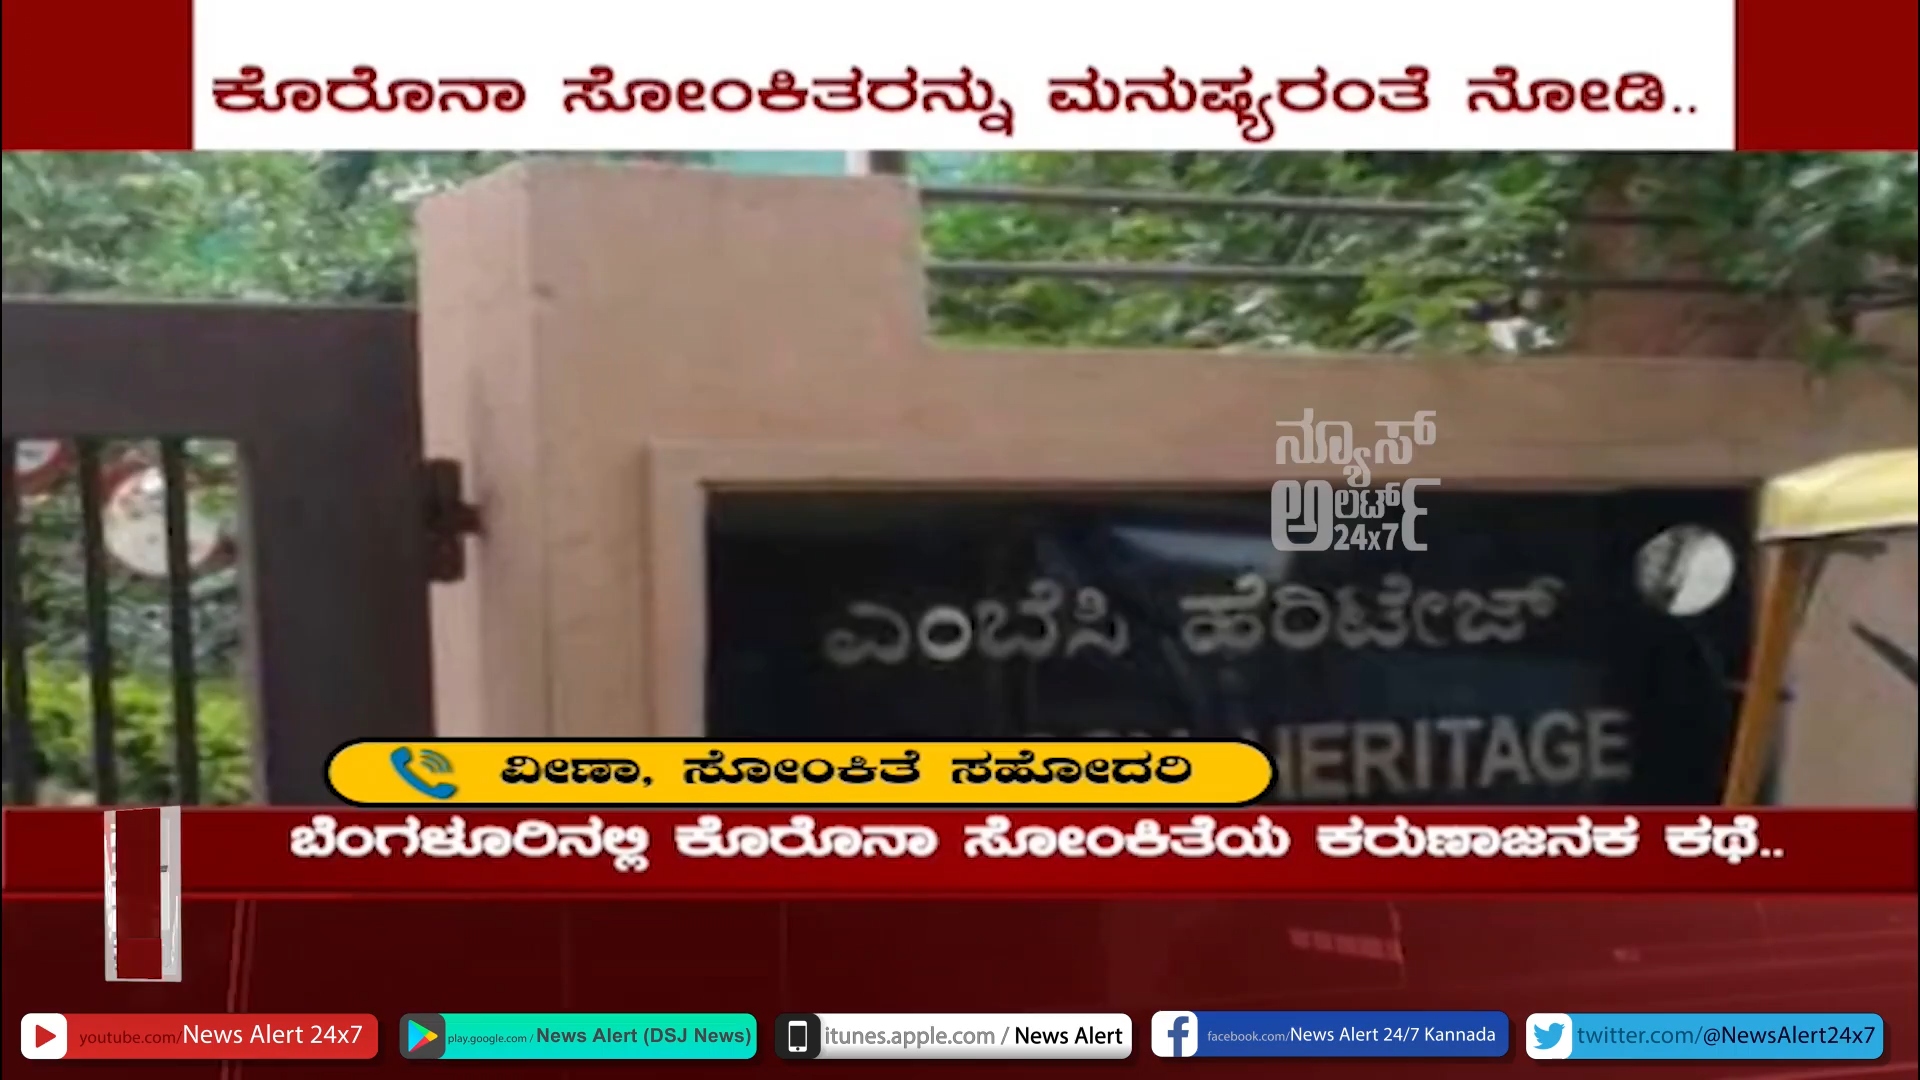 ಕೊರೊನಾ ಸೋಂಕಿತರನ್ನು ಮನುಷ್ಯರಂತೆ ನೋಡಿ..
ನ್ಯೂಸ್
ಅಲರ್ಟ್
24x7
ಎಂಬೆಸಿ ಹೆರಿಟೇಜ್
HERITAGE
ವೀಣಾ, ಸೋಂಕಿತೆ ಸಹೋದರಿ
ಬೆಂಗಳೂರಿನಲ್ಲಿ ಕೊರೊನಾ ಸೋಂಕಿತೆಯ ಕರುಣಾಜನಕ ಕಥೆ..
youtube.com/News Alert 24x7
play.google.com / News Alert (DSJ News)
itunes.apple.com / News Alert
facebook.com/News Alert 24/7 Kannada
twitter.com/@NewsAlert24x7